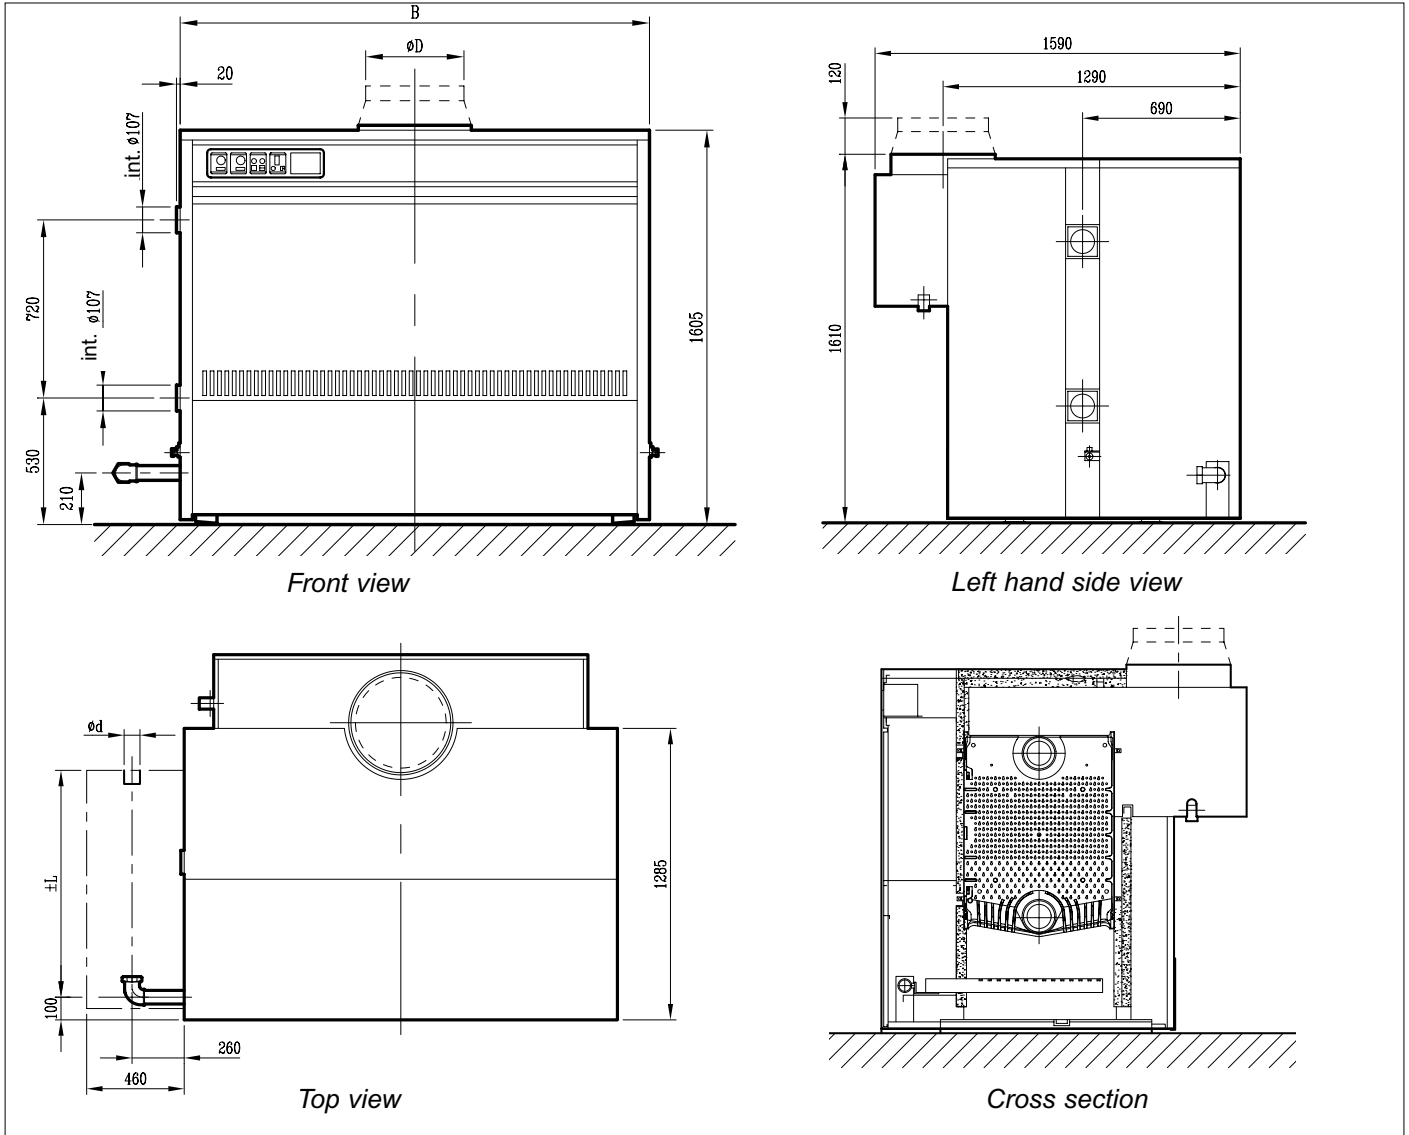 B
øD
20
int. ø107
720
int. ø107
530
210
1605
Front view
1590
1290
120
690
1610
Left hand side view
ød
±L
100
260
460
1285
Top view
Cross section